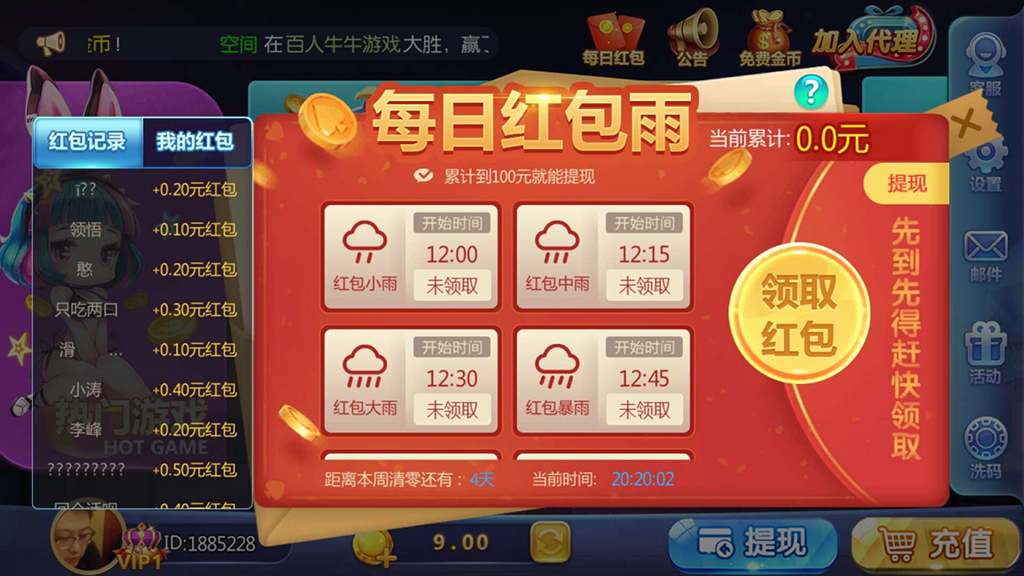 金币！
空间 在百人牛牛游戏大胜，赢
每日红包
公告
免费金币
加入代理
客服
红包记录
我的红包
每日红包雨
?
当前累计: 0.0元
累计到100元就能提现
提现
设置
邮件
活动
洗码
i?? +0.20元红包
领悟 +0.10元红包
憨 +0.20元红包
只吃两口 +0.30元红包
滑 ... +0.10元红包
小涛 +0.40元红包
李峰 +0.20元红包
????????? +0.50元红包
+0.40元红包
热门游戏
HOT GAME
开始时间
12:00
红包小雨
未领取
开始时间
12:15
红包中雨
未领取
开始时间
12:30
红包大雨
未领取
开始时间
12:45
红包暴雨
未领取
领取
红包
先到先得赶快领取
距离本周清零还有：4天
当前时间: 20:20:02
VIP1
ID:1885228
9.00
提现
充值